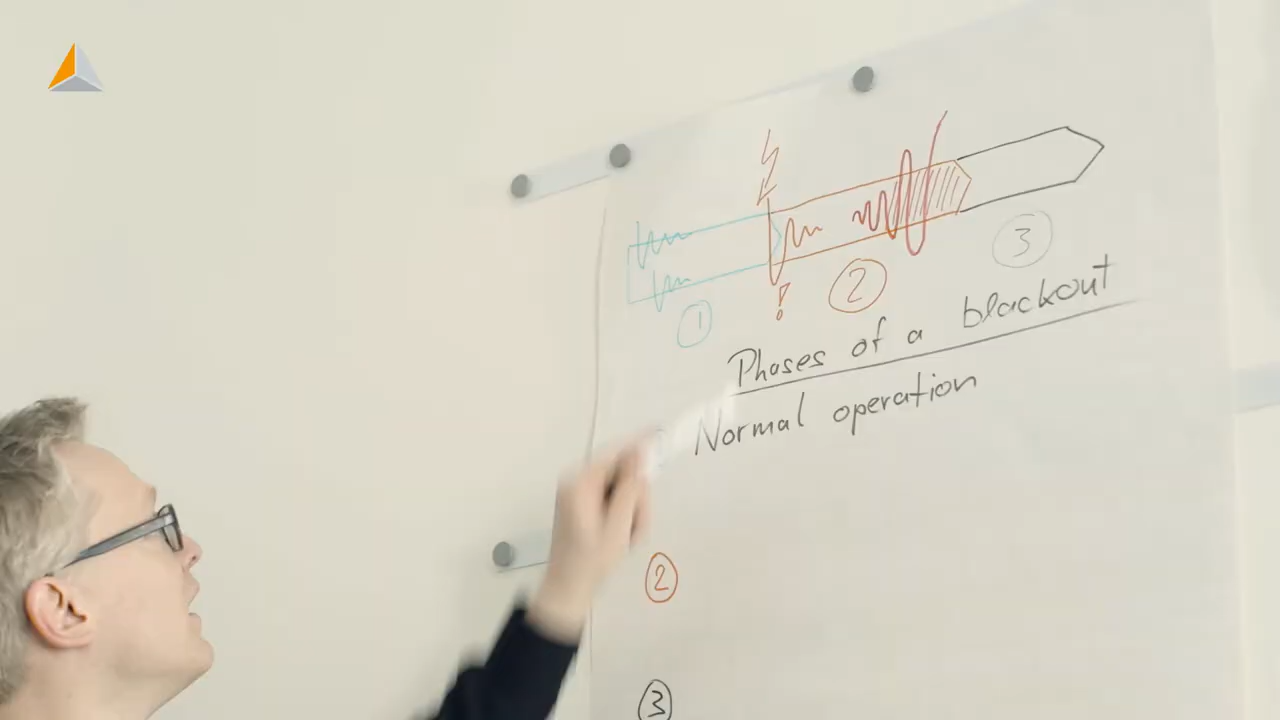 ! 2 3
1
Phases of a blackout
Normal operation
2
3